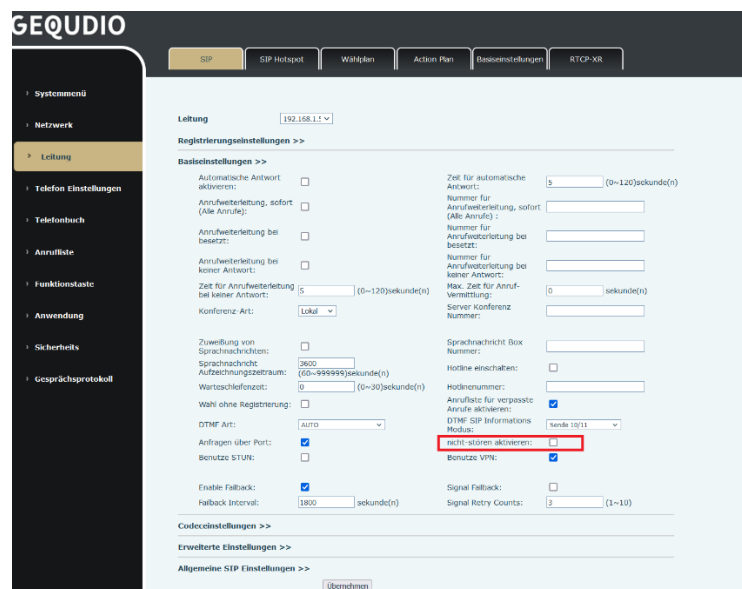 GEQUDIO
SIP
SIP Hotspot
Wählplan
Action Plan
Basiseinstellungen
RTCP-XR
Systemmenü
Netzwerk
Leitung
Telefon Einstellungen
Telefonbuch
Anrufliste
Funktionstaste
Anwendung
Sicherheits
Gesprächsprotokoll
Leitung
Registrierungseinstellungen >>
Basiseinstellungen >>
Automatische Antwort
aktivieren:
Zeit für automatische
Antwort:
5 (0~120)sekunde(n)
Anrufweiterleitung, sofort
(Alle Anrufe):
Nummer für
Anrufweiterleitung, sofort
(Alle Anrufe) :
Anrufweiterleitung bei
besetzt:
Nummer für
Anrufweiterleitung bei
besetzt:
Anrufweiterleitung bei
keiner Antwort:
Nummer für
Anrufweiterleitung bei
keiner Antwort:
Zeit für Anrufweiterleitung
bei keiner Antwort:
5 (0~120)sekunde(n)
Max. Zeit für Anruf-
Vermittlung:
0 sekunde(n)
Konferenz-Art: Lokal
Server Konferenz
Nummer:
Zuweißung von
Sprachnachrichten:
Sprachnachricht Box
Nummer:
Sprachnachricht
Aufzeichnungszeitraum:
3600
(60~999999)sekunde(n)
Hotline einschalten:
Warteschleifenzeit: 0 (0~30)sekunde(n)
Hotlinenummer:
Wahl ohne Registrierung:
Anrufliste für verpasste
Anrufe aktivieren:
DTMF Art: AUTO
DTMF SIP Informations
Modus:
Sende 10/11
Anfragen über Port:
nicht-stören aktivieren:
Benutze STUN:
Benutze VPN:
Enable Failback:
Signal Failback:
Failback Interval: 1800 sekunde(n)
Signal Retry Counts: 3 (1~10)
Codeceinstellungen >>
Erweiterte Einstellungen >>
Allgemeine SIP Einstellungen >>
Übernehmen